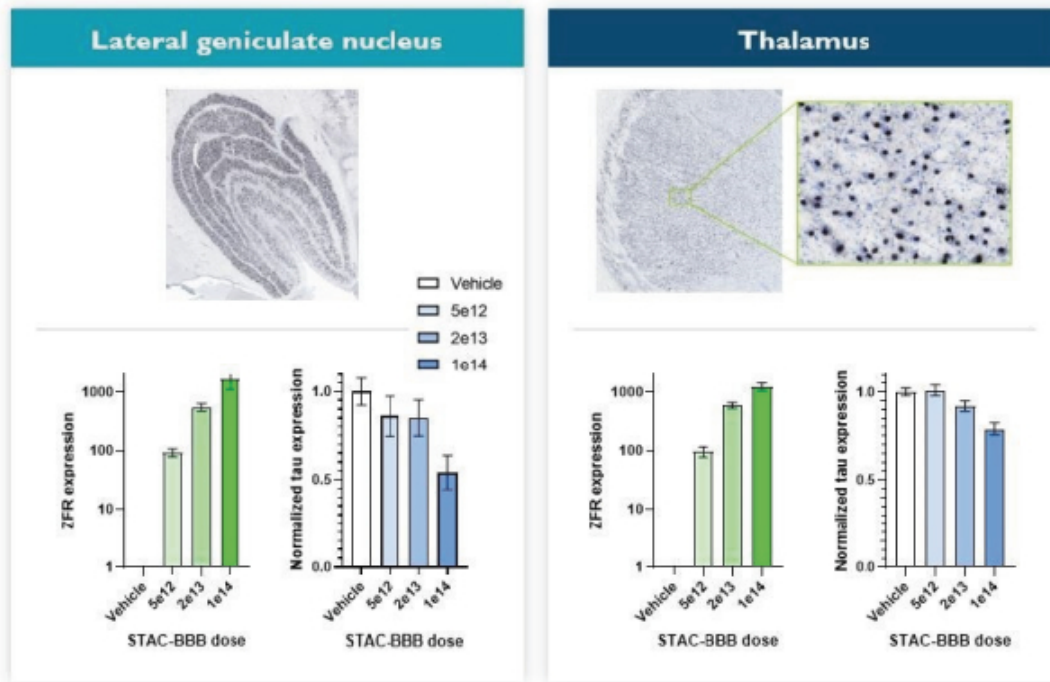 Lateral geniculate nucleus
Vehicle
5e12
2e13
1e14
ZFR expression
1000
100
10
1
Vehicle
5e12
2e13
1e14
STAC-BBB dose
Normalized tau expression
1.0
0.5
0.0
Vehicle
5e12
2e13
1e14
STAC-BBB dose
Thalamus
ZFR expression
1000
100
10
1
Vehicle
5e12
2e13
1e14
STAC-BBB dose
Normalized tau expression
1.0
0.5
0.0
Vehicle
5e12
2e13
1e14
STAC-BBB dose